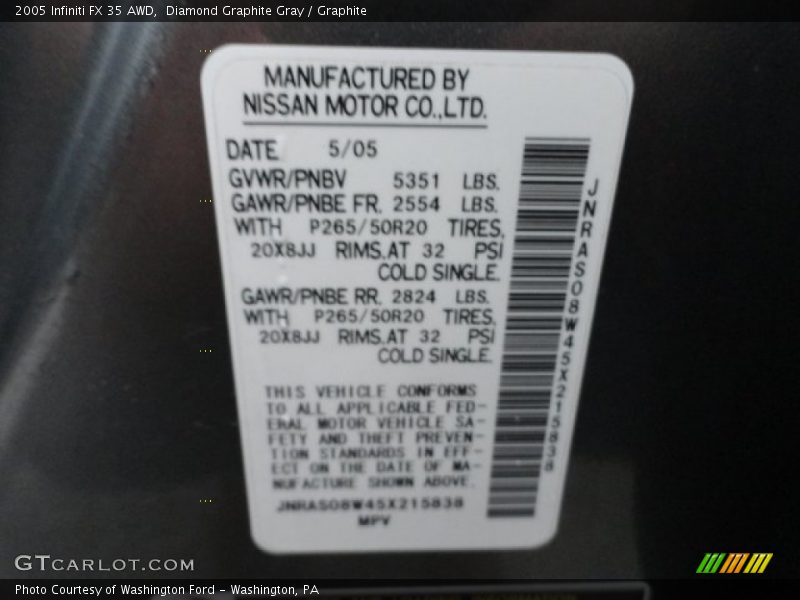 2005 Infiniti FX 35 AWD, Diamond Graphite Gray / Graphite
MANUFACTURED BY
NISSAN MOTOR CO.,LTD.
DATE 5/05
GVWR/PNBV 5351 LBS.
GAWR/PNBE FR. 2554 LBS.
WITH P265/50R20 TIRES,
20X8JJ RIMS.AT 32 PSI
COLD SINGLE.
GAWR/PNBE RR. 2824 LBS.
WITH P265/50R20 TIRES,
20X8JJ RIMS.AT 32 PSI
COLD SINGLE.
THIS VEHICLE CONFORMS
TO ALL APPLICABLE FED-
ERAL MOTOR VEHICLE SA-
FETY AND THEFT PREVEN-
TION STANDARDS IN EFF-
ECT ON THE DATE OF MA-
NUFACTURE SHOWN ABOVE.
JNRAS08W45X215838
MPV
JNRAS08W45X215838
GTCARLOT.COM
Photo Courtesy of Washington Ford - Washington, PA